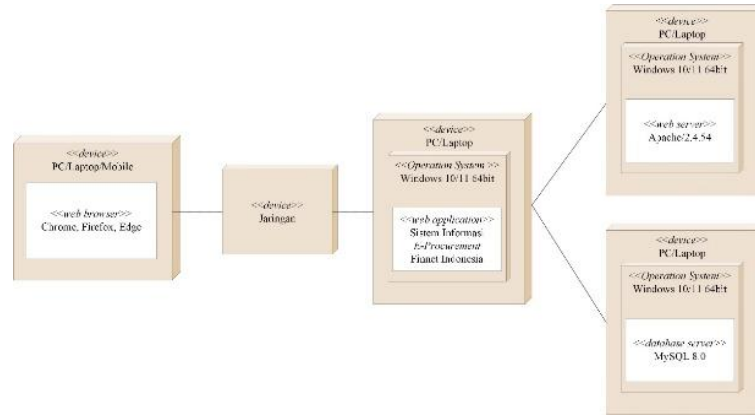 <<device>>
PC/Laptop/Mobile
<<web browser>>
Chrome, Firefox, Edge
<<device>>
Jaringan
<<device>>
PC/Laptop
<<Operation System >>
Windows 10/11 64bit
<<web application>>
Sistem Informasi
E-Procurement
Fianet Indonesia
<<device>>
PC/Laptop
<<Operation System>>
Windows 10/11 64bit
<<web server>>
Apache/2.4.54
<<device>>
PC/Laptop
<<Operation System>>
Windows 10/11 64bit
<<database server>>
MySQL 8.0